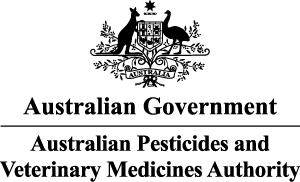 AUSTRALIA
Australian Government
Australian Pesticides and
Veterinary Medicines Authority